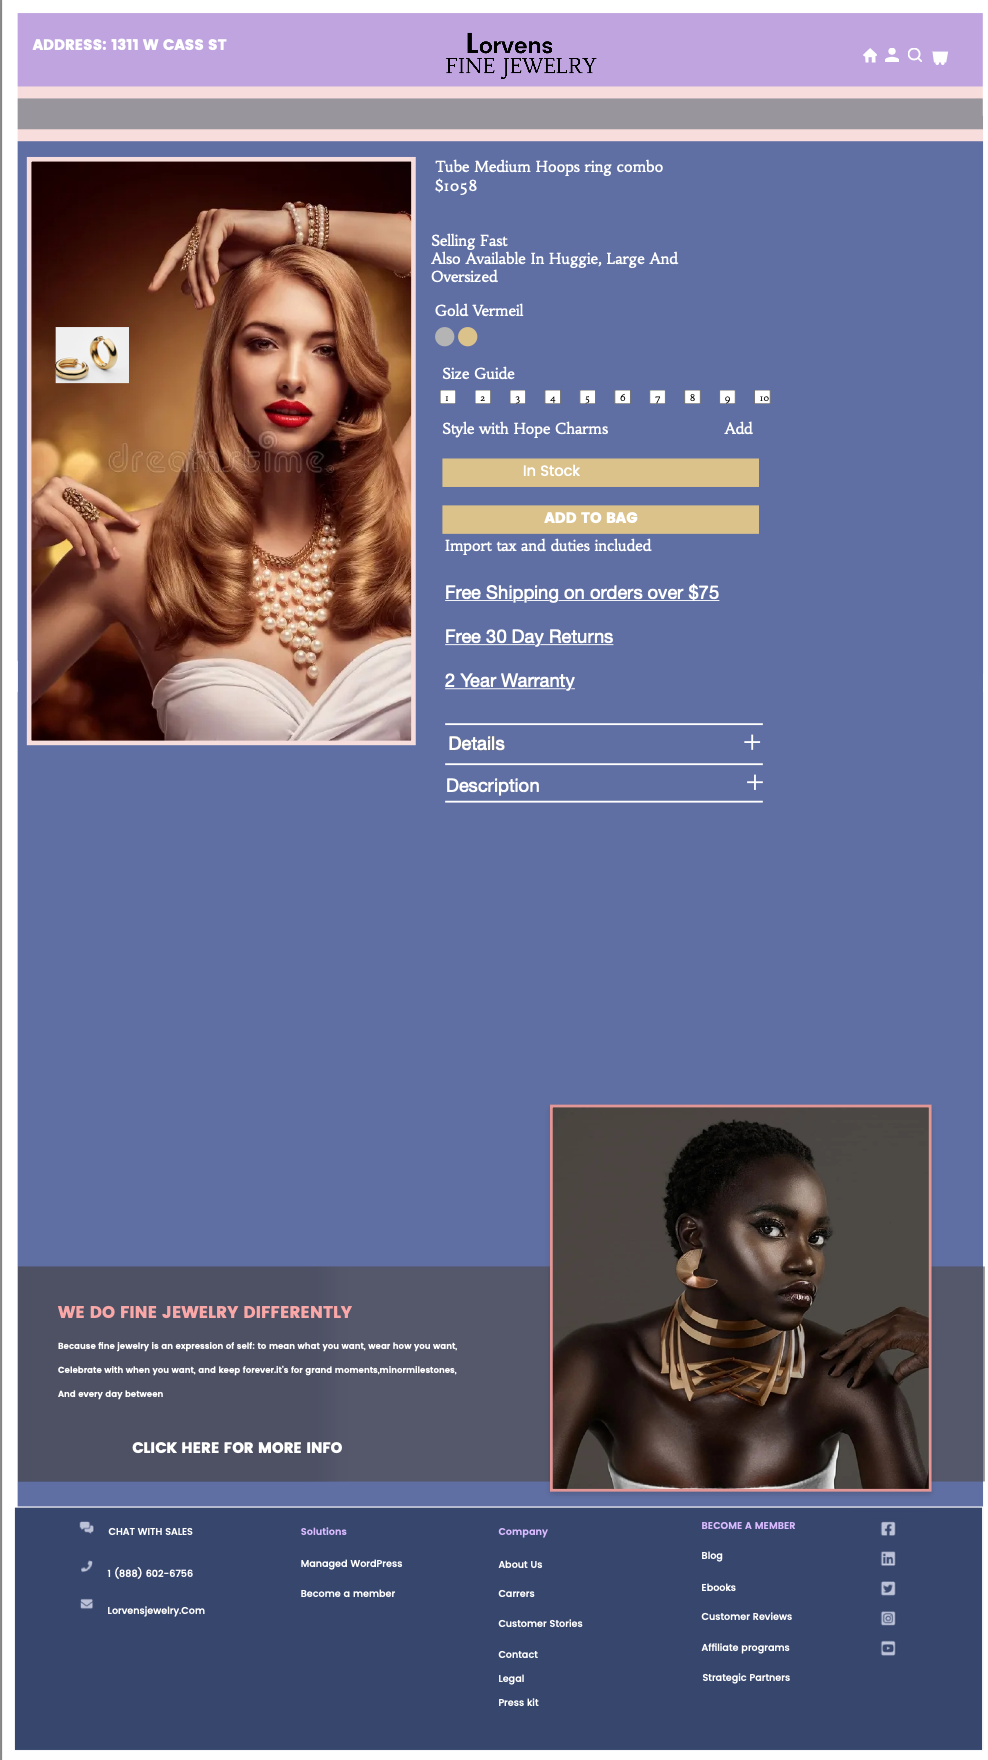 ADDRESS: 1311 W CASS ST
Lorvens
FINE JEWELRY
Tube Medium Hoops ring combo
$1058
Selling Fast
Also Available In Huggie, Large And
Oversized
Gold Vermeil
Size Guide
1 2 3 4 5 6 7 8 9 10
Style with Hope Charms Add
dreamstime.
In Stock
ADD TO BAG
Import tax and duties included
Free Shipping on orders over $75
Free 30 Day Returns
2 Year Warranty
Details
Description
WE DO FINE JEWELRY DIFFERENTLY
Because fine jewelry is an expression of self: to mean what you want, wear how you want,
Celebrate with when you want, and keep forever.it's for grand moments,minormilestones,
And every day between
CLICK HERE FOR MORE INFO
CHAT WITH SALES
1 (888) 602-6756
Lorvensjewelry.Com
Solutions
Managed WordPress
Become a member
Company
About Us
Carrers
Customer Stories
Contact
Legal
Press kit
BECOME A MEMBER
Blog
Ebooks
Customer Reviews
Affiliate programs
Strategic Partners